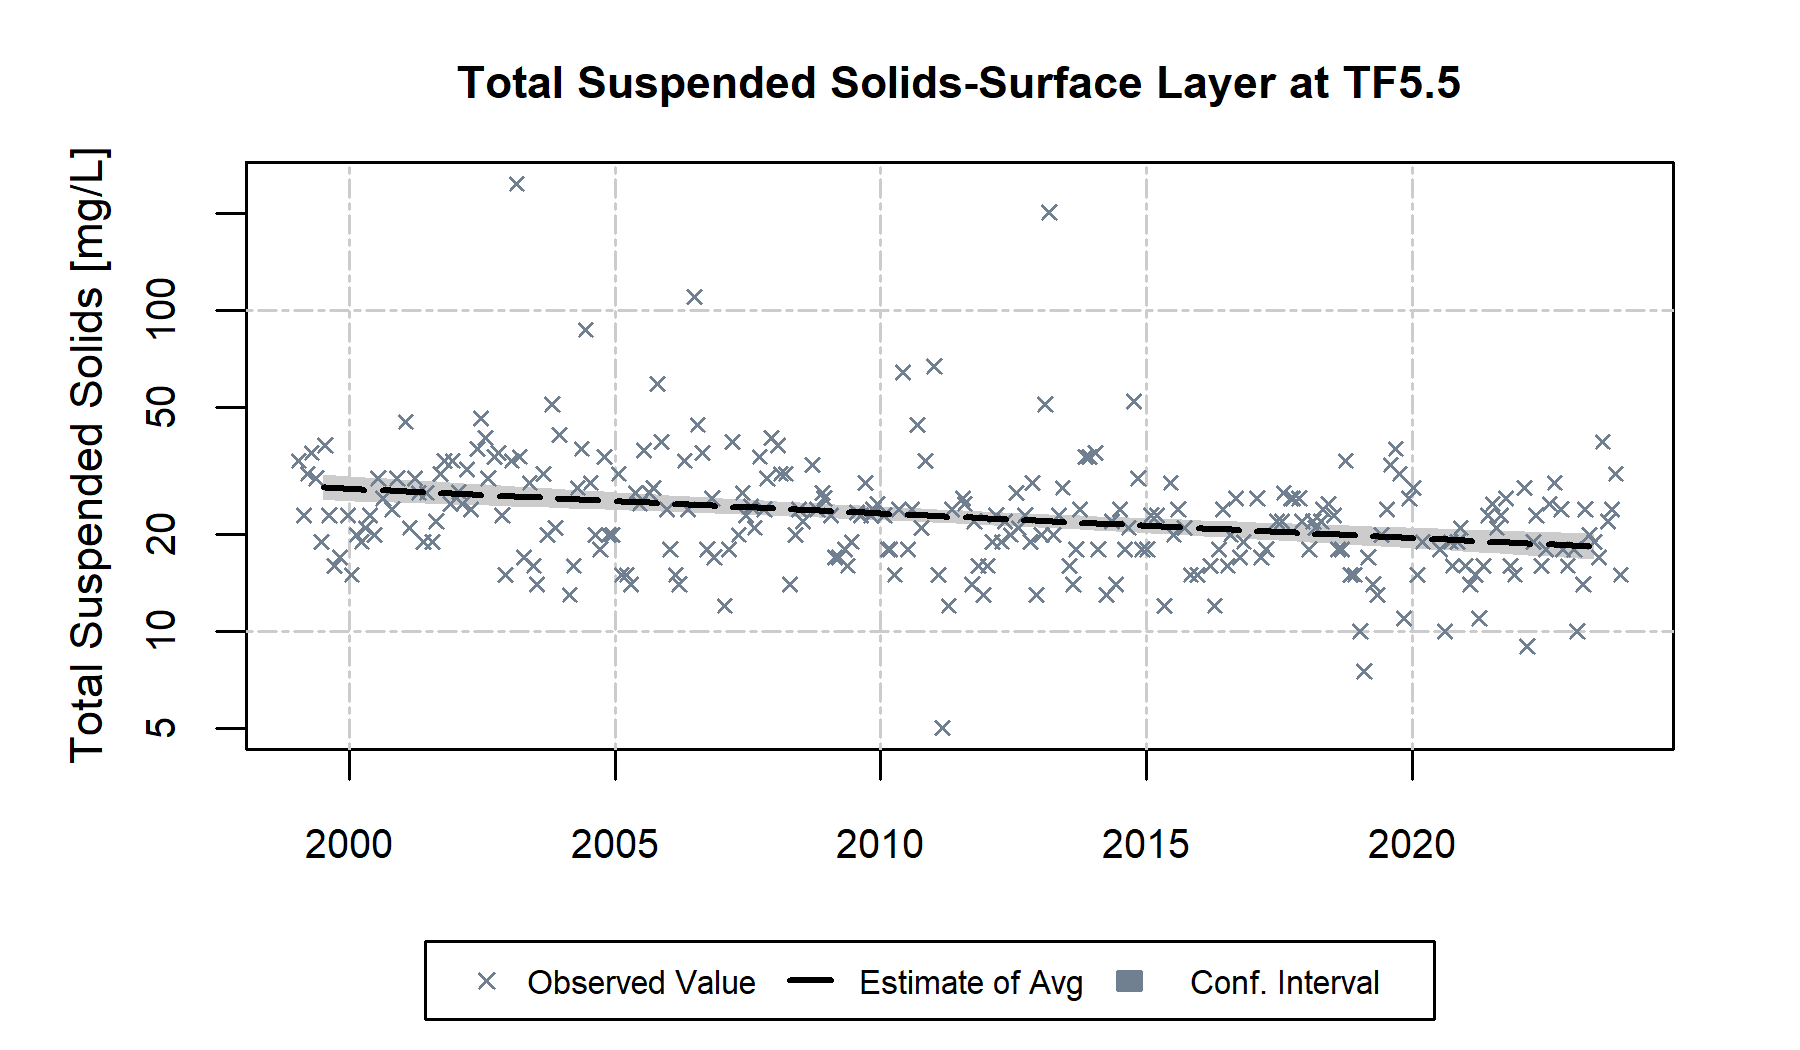 Total Suspended Solids-Surface Layer at TF5.5
Total Suspended Solids [mg/L]
100
50
20
10
5
2000 2005 2010 2015 2020
Observed Value Estimate of Avg Conf. Interval